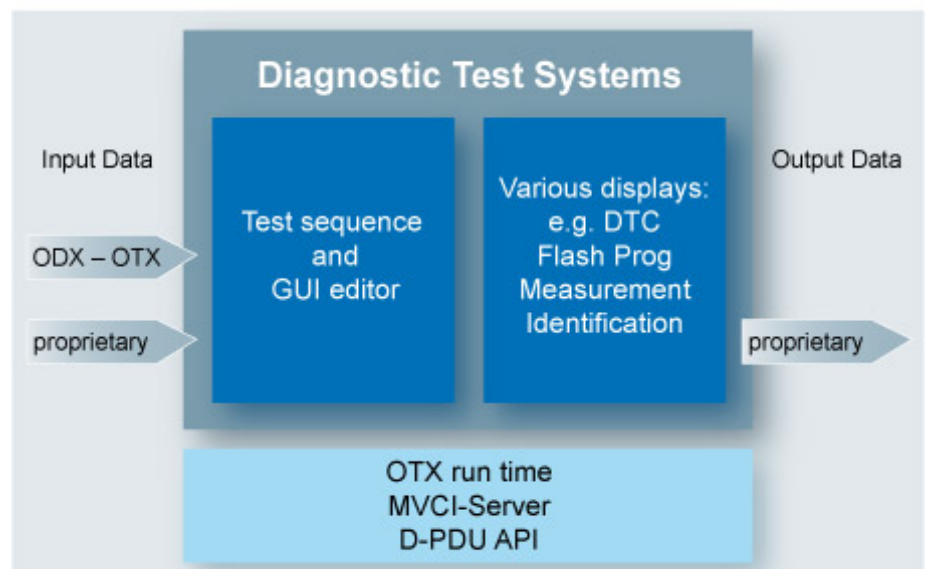 Diagnostic Test Systems
Input Data
ODX – OTX
proprietary
Test sequence
and
GUI editor
Various displays:
e.g. DTC
Flash Prog
Measurement
Identification
Output Data
proprietary
OTX run time
MVCI-Server
D-PDU API